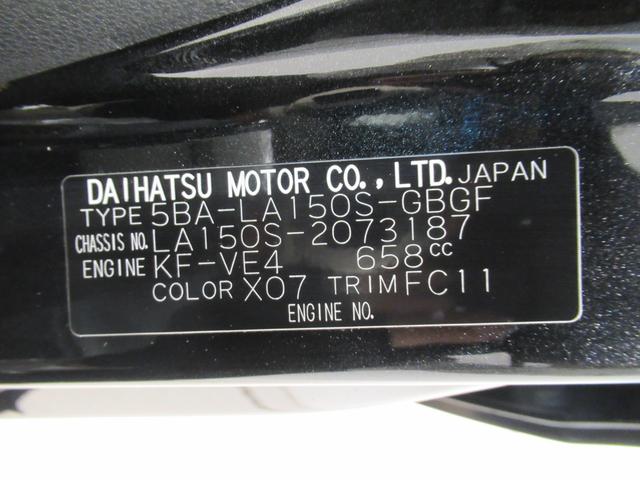 DAIHATSU MOTOR CO., LTD. JAPAN
TYPE 5BA-LA150S-GBGF
CHASSIS NO. LA150S-2073187
ENGINE KF-VE4 658cc
COLOR X07 TRIM FC11
ENGINE NO.